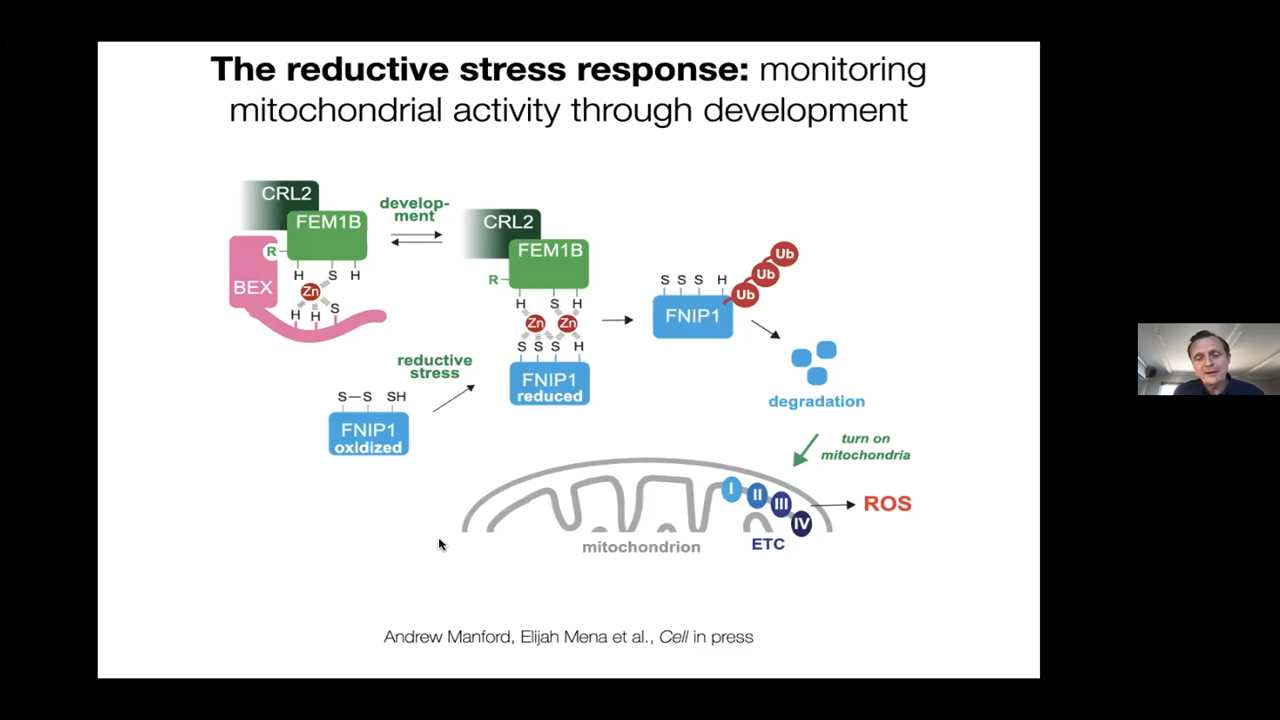 The reductive stress response: monitoring
mitochondrial activity through development
CRL2
FEM1B
R
BEX
H S H
Zn
H H S
develop-
ment
CRL2
FEM1B
R
H S H
Zn Zn
S S S H
FNIP1
reduced
reductive
stress
S–S SH
FNIP1
oxidized
S S S H
FNIP1
Ub
Ub
Ub
degradation
turn on
mitochondria
I
II
III
IV
ROS
mitochondrion
ETC
Andrew Manford, Elijah Mena et al., Cell in press